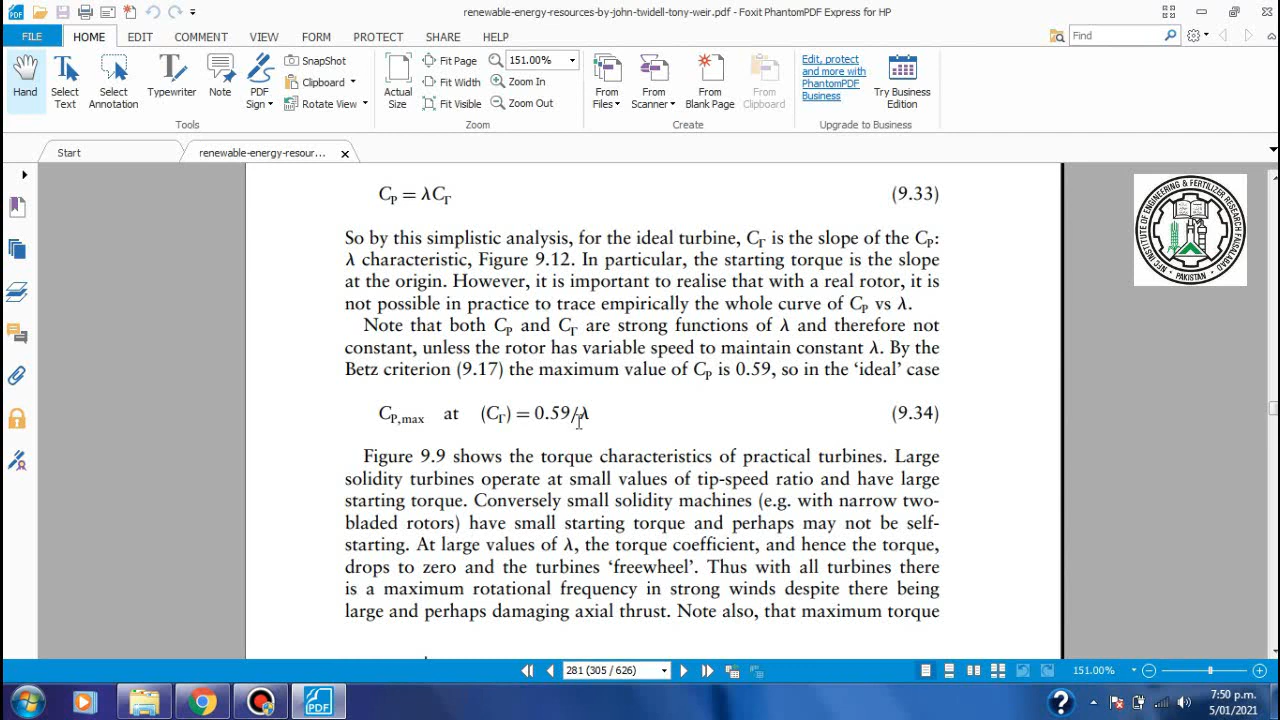 renewable-energy-resources-by-john-twidell-tony-weir.pdf - Foxit PhantomPDF Express for HP
FILE HOME EDIT COMMENT VIEW FORM PROTECT SHARE HELP
Find
Hand
Select Text
Select Annotation
Typewriter
Note
PDF Sign
SnapShot
Clipboard
Rotate View
Tools
Actual Size
Fit Page
Fit Width
Fit Visible
151.00%
Zoom In
Zoom Out
Zoom
From Files
From Scanner
From Blank Page
From Clipboard
Create
Edit, protect
and more with
PhantomPDF
Business
Try Business Edition
Upgrade to Business
Start
renewable-energy-resour...
C_P = λC_Γ (9.33)
So by this simplistic analysis, for the ideal turbine, C_Γ is the slope of the C_P:
λ characteristic, Figure 9.12. In particular, the starting torque is the slope
at the origin. However, it is important to realise that with a real rotor, it is
not possible in practice to trace empirically the whole curve of C_P vs λ.
Note that both C_P and C_Γ are strong functions of λ and therefore not
constant, unless the rotor has variable speed to maintain constant λ. By the
Betz criterion (9.17) the maximum value of C_P is 0.59, so in the ‘ideal’ case
C_P,max at (C_Γ) = 0.59/λ (9.34)
Figure 9.9 shows the torque characteristics of practical turbines. Large
solidity turbines operate at small values of tip-speed ratio and have large
starting torque. Conversely small solidity machines (e.g. with narrow two-
bladed rotors) have small starting torque and perhaps may not be self-
starting. At large values of λ, the torque coefficient, and hence the torque,
drops to zero and the turbines ‘freewheel’. Thus with all turbines there
is a maximum rotational frequency in strong winds despite there being
large and perhaps damaging axial thrust. Note also, that maximum torque
NFC INSTITUTE OF ENGINEERING & FERTILIZER RESEARCH FAISALABAD
PAKISTAN
281 (305 / 626)
151.00%
PDF
7:50 p.m.
5/01/2021